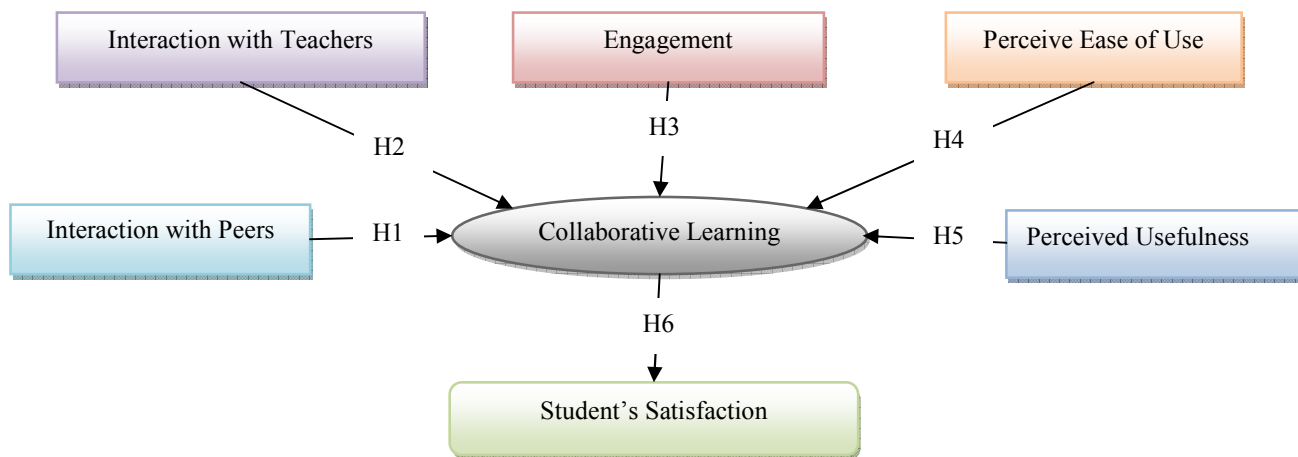 Interaction with Teachers
Engagement
Perceive Ease of Use
H2
H3
H4
Interaction with Peers
H1
Collaborative Learning
H5
Perceived Usefulness
H6
Student’s Satisfaction